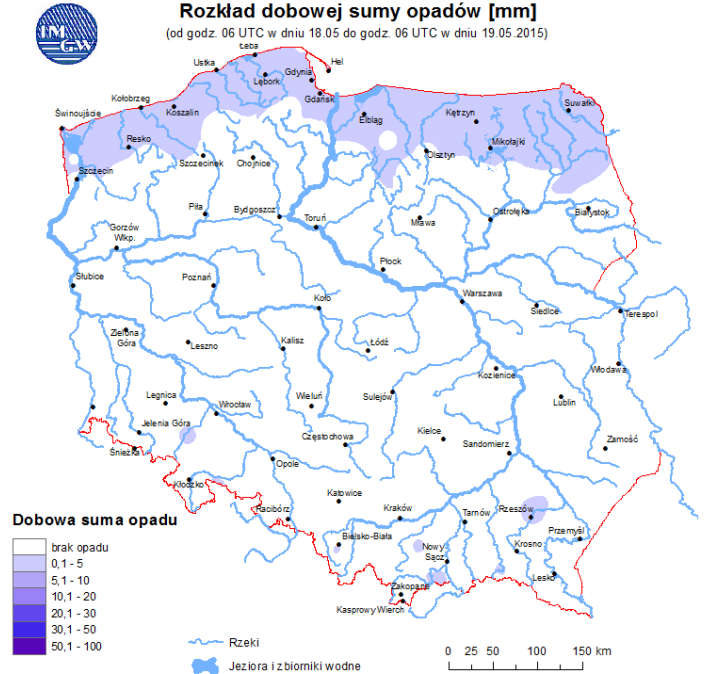 Rozkład dobowej sumy opadów [mm]
(od godz. 06 UTC w dniu 18.05 do godz. 06 UTC w dniu 19.05.2015)
IM
GW
Łeba
Hel
Ustka
Gdynia
Lębork
Gdańsk
Kołobrzeg
Koszalin
Świnoujście
Elbląg
Kętrzyn
Suwałki
Resko
Mikołajki
Olsztyn
Szczecinek
Chojnice
Szczecin
Piła
Bydgoszcz
Toruń
Mława
Ostrołęka
Białystok
Gorzów
Wlkp.
Płock
Słubice
Poznań
Koło
Warszawa
Siedlce
Terespol
Zielona
Góra
Leszno
Kalisz
Łódź
Kozienice
Włodawa
Legnica
Wrocław
Wieluń
Sulejów
Lublin
Jelenia Góra
Częstochowa
Kielce
Sandomierz
Zamość
Śnieżka
Opole
Kłodzko
Katowice
Racibórz
Kraków
Tarnów
Rzeszów
Przemyśl
Bielsko-Biała
Nowy
Sącz
Krosno
Lesko
Zakopane
Kasprowy Wierch
Dobowa suma opadu
brak opadu
0,1 - 5
5,1 - 10
10,1 - 20
20,1 - 30
30,1 - 50
50,1 - 100
Rzeki
Jeziora i zbiorniki wodne
0 25 50 100 150 km